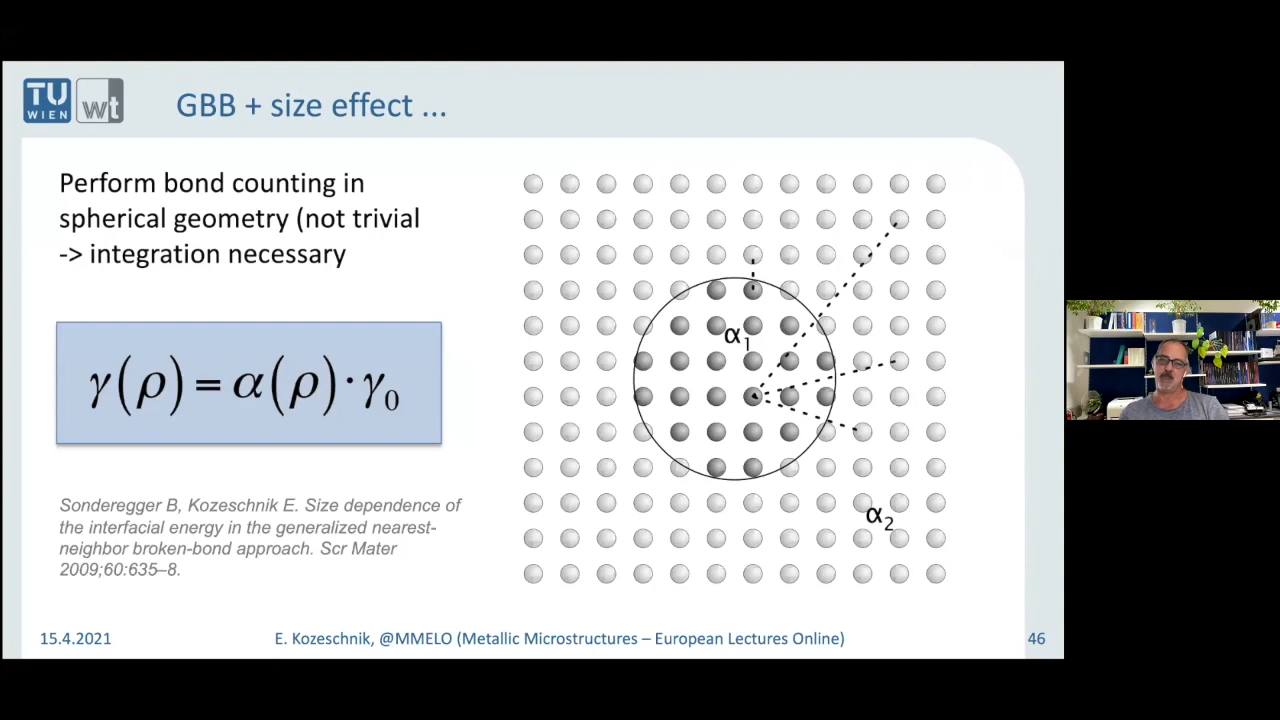 TU
WIEN
wt
GBB + size effect ...
Perform bond counting in
spherical geometry (not trivial
-> integration necessary
γ(ρ) = α(ρ)·γ₀
Sonderegger B, Kozeschnik E. Size dependence of
the interfacial energy in the generalized nearest-
neighbor broken-bond approach. Scr Mater
2009;60:635–8.
α₁
α₂
15.4.2021
E. Kozeschnik, @MMELO (Metallic Microstructures – European Lectures Online)
46